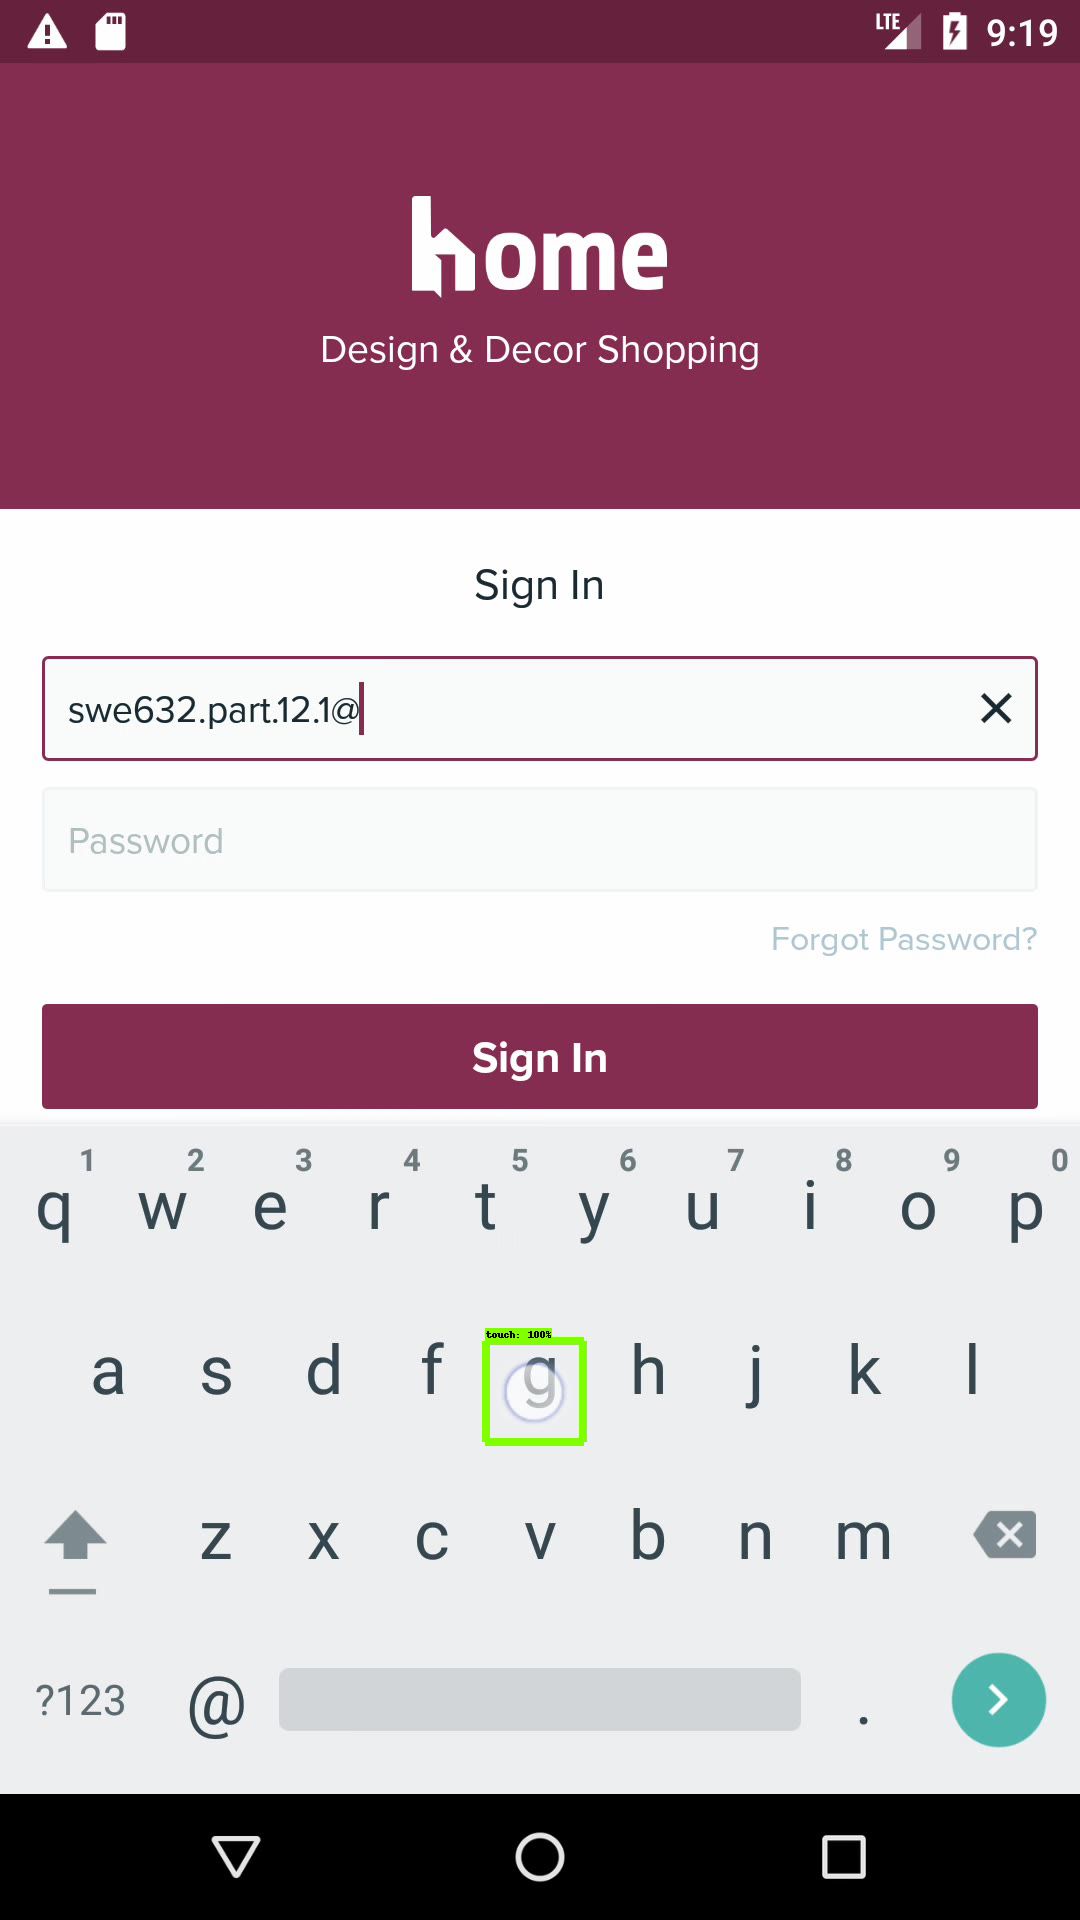 LTE 9:19
home
Design & Decor Shopping
Sign In
swe632.part.12.1@
Password
Forgot Password?
Sign In
1 2 3 4 5 6 7 8 9 0
q w e r t y u i o p
touch: 100%
a s d f g h j k l
z x c v b n m
?123 @ .